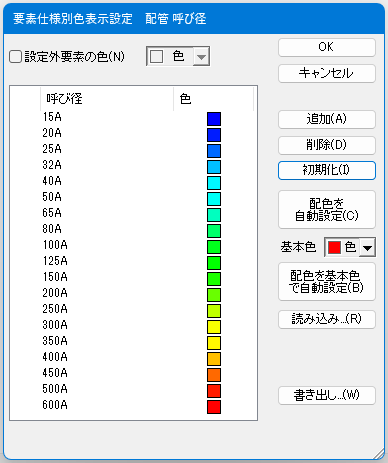 要素仕様別色表示設定　配管 呼び径
設定外要素の色(N)
色
呼び径 色
15A
20A
25A
32A
40A
50A
65A
80A
100A
125A
150A
200A
250A
300A
350A
400A
450A
500A
600A
OK
キャンセル
追加(A)
削除(D)
初期化(I)
配色を
自動設定(C)
基本色 色
配色を基本色
で自動設定(B)
読み込み...(R)
書き出し...(W)